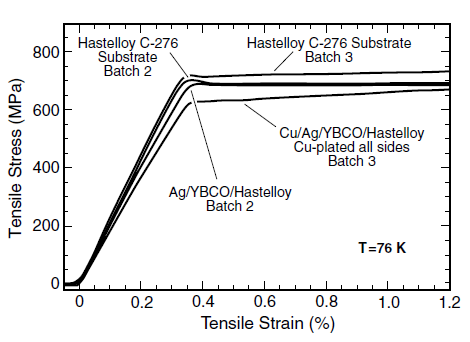 Hastelloy C-276
Substrate
Batch 2
Hastelloy C-276 Substrate
Batch 3
Cu/Ag/YBCO/Hastelloy
Cu-plated all sides
Batch 3
Ag/YBCO/Hastelloy
Batch 2
T=76 K
Tensile Stress (MPa)
800
600
400
200
0
0 0.2 0.4 0.6 0.8 1.0 1.2
Tensile Strain (%)